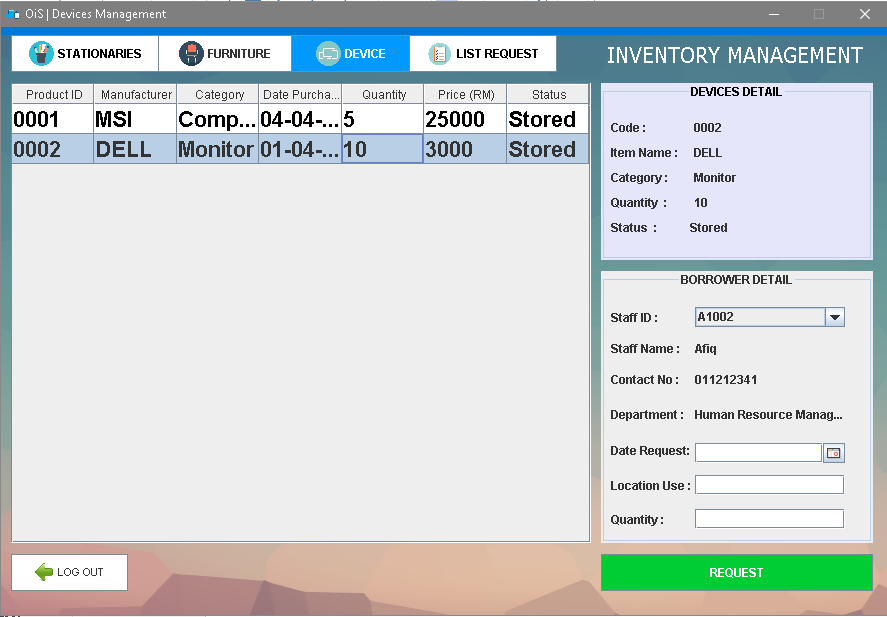 OiS | Devices Management
STATIONARIES FURNITURE DEVICE LIST REQUEST
INVENTORY MANAGEMENT
Product ID Manufacturer Category Date Purcha... Quantity Price (RM) Status
0001 MSI Comp... 04-04-... 5 25000 Stored
0002 DELL Monitor 01-04-... 10 3000 Stored
DEVICES DETAIL
Code : 0002
Item Name : DELL
Category : Monitor
Quantity : 10
Status : Stored
BORROWER DETAIL
Staff ID : A1002
Staff Name : Afiq
Contact No : 011212341
Department : Human Resource Manag...
Date Request:
Location Use :
Quantity :
LOG OUT
REQUEST